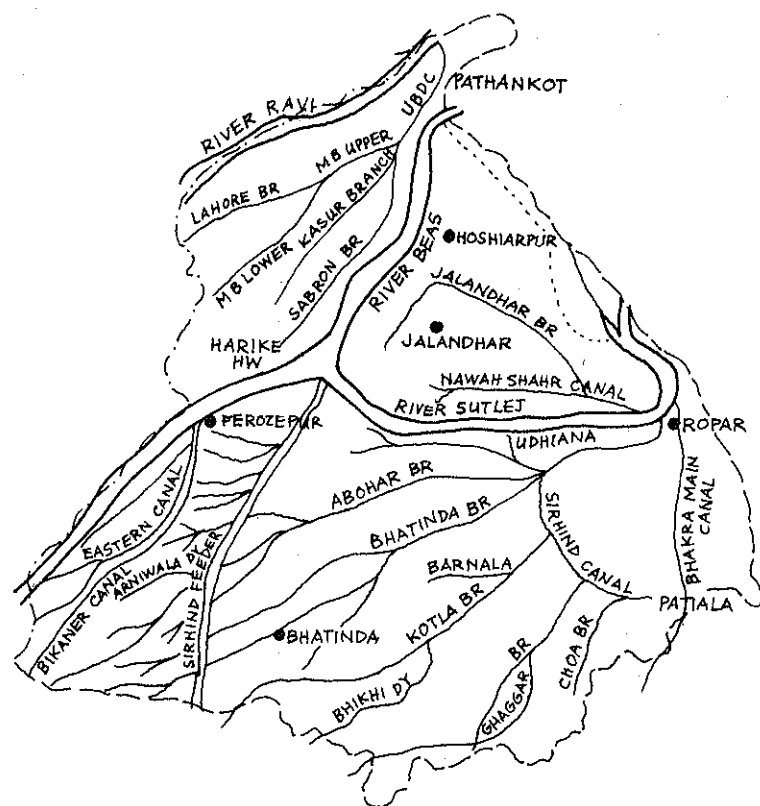 PATHANKOT
UBDC
RIVER RAVI
MB UPPER
LAHORE BR
KASUR BRANCH
MB LOWER
SABRON BR
RIVER BEAS
HOSHIARPUR
JALANDHAR BR
JALANDHAR
HARIKE
HW
NAWAH SHAHR CANAL
RIVER SUTLEJ
FEROZEPUR
UDHIANA
ROPAR
ABOHAR BR
BHATINDA BR
EASTERN CANAL
BIKANER CANAL
ARNIWALA DY
SIRHIND FEEDER
SIRHIND CANAL
BHAKRA MAIN
CANAL
BARNALA
KOTLA BR
PATIALA
BHATINDA
BHIKHI DY
GHAGGAR BR
CHOA BR